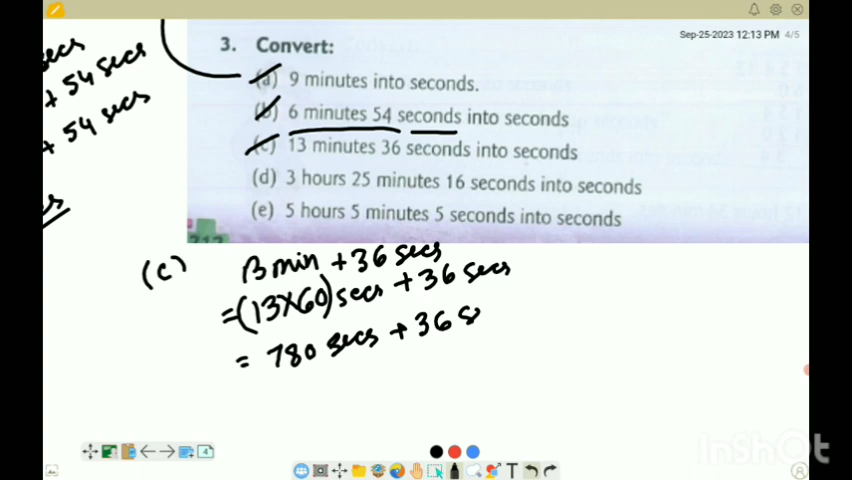 Sep-25-2023 12:13 PM 4/5
secs
+ 54 secs
+ 54 secs
3. Convert:
(a) 9 minutes into seconds.
(b) 6 minutes 54 seconds into seconds
(c) 13 minutes 36 seconds into seconds
(d) 3 hours 25 minutes 16 seconds into seconds
(e) 5 hours 5 minutes 5 seconds into seconds
(c) 13 min + 36 secs
= (13×60) secs + 36 secs
= 780 secs + 36 s
4
T
InShot